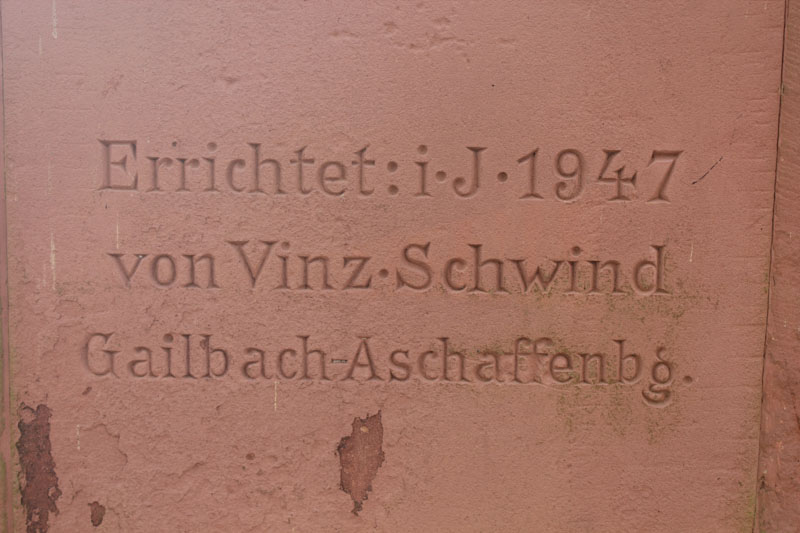 Errichtet: i·J·1947
von Vinz·Schwind
Gailbach-Aschaffenbg.